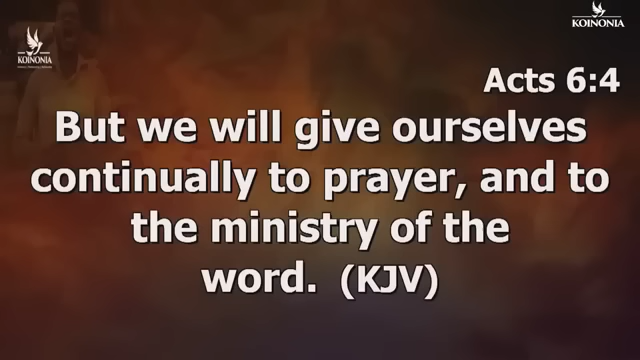 KOINONIA
KOINONIA
Acts 6:4
But we will give ourselves
continually to prayer, and to
the ministry of the
word. (KJV)